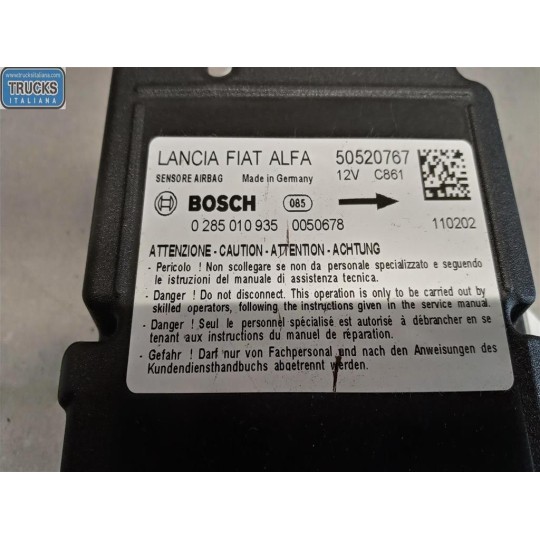 www.trucksitaliana.com
TRUCKS
ITALIANA
LANCIA FIAT ALFA 50520767
SENSORE AIRBAG Made in Germany 12V C861
BOSCH 085
0 285 010 935 0050678 110202
ATTENZIONE - CAUTION - ATTENTION - ACHTUNG
- Pericolo ! Non scollegare se non da personale specializzato e seguendo
le istruzioni del manuale di assistenza tecnica.
- Danger ! Do not disconnect. This operation is only to be carried out by
skilled operators, following the instructions given in the service manual.
- Danger ! Seul le personnel spécialisé est autorisé à débrancher en se
tenant aux instructions du manuel de réparation.
- Gefahr ! Darf nur von Fachpersonal und nach den Anweisungen des
Kundendiensthandbuchs abgetrennt werden.